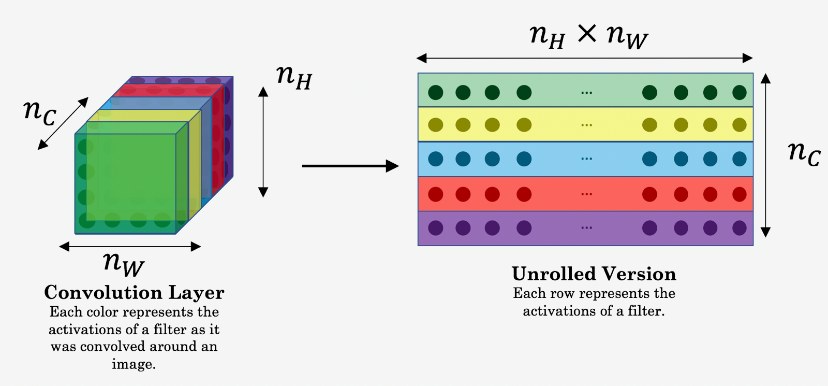 n_H × n_W
n_H
n_C
...
...
n_C
...
...
...
n_W
Convolution Layer
Each color represents the
activations of a filter as it
was convolved around an
image.
Unrolled Version
Each row represents the
activations of a filter.